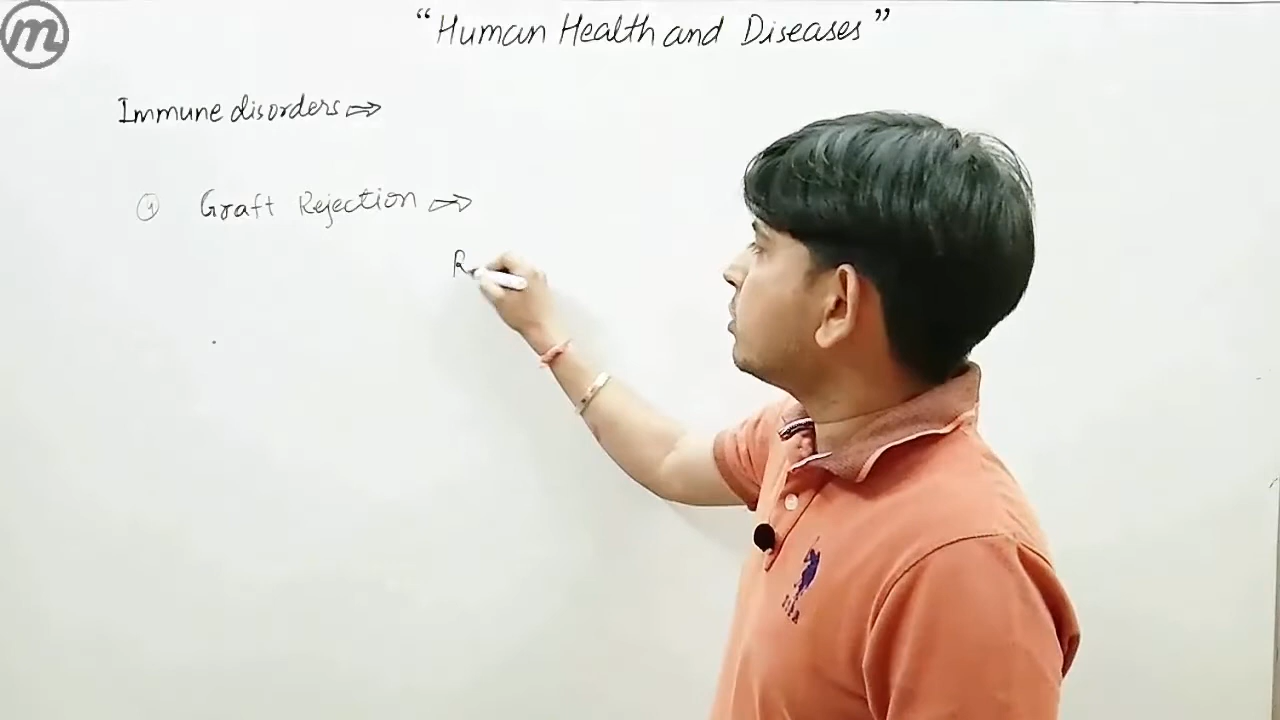 m
“Human Health and Diseases”
Immune disorders ⇒
① Graft Rejection ⇒
R